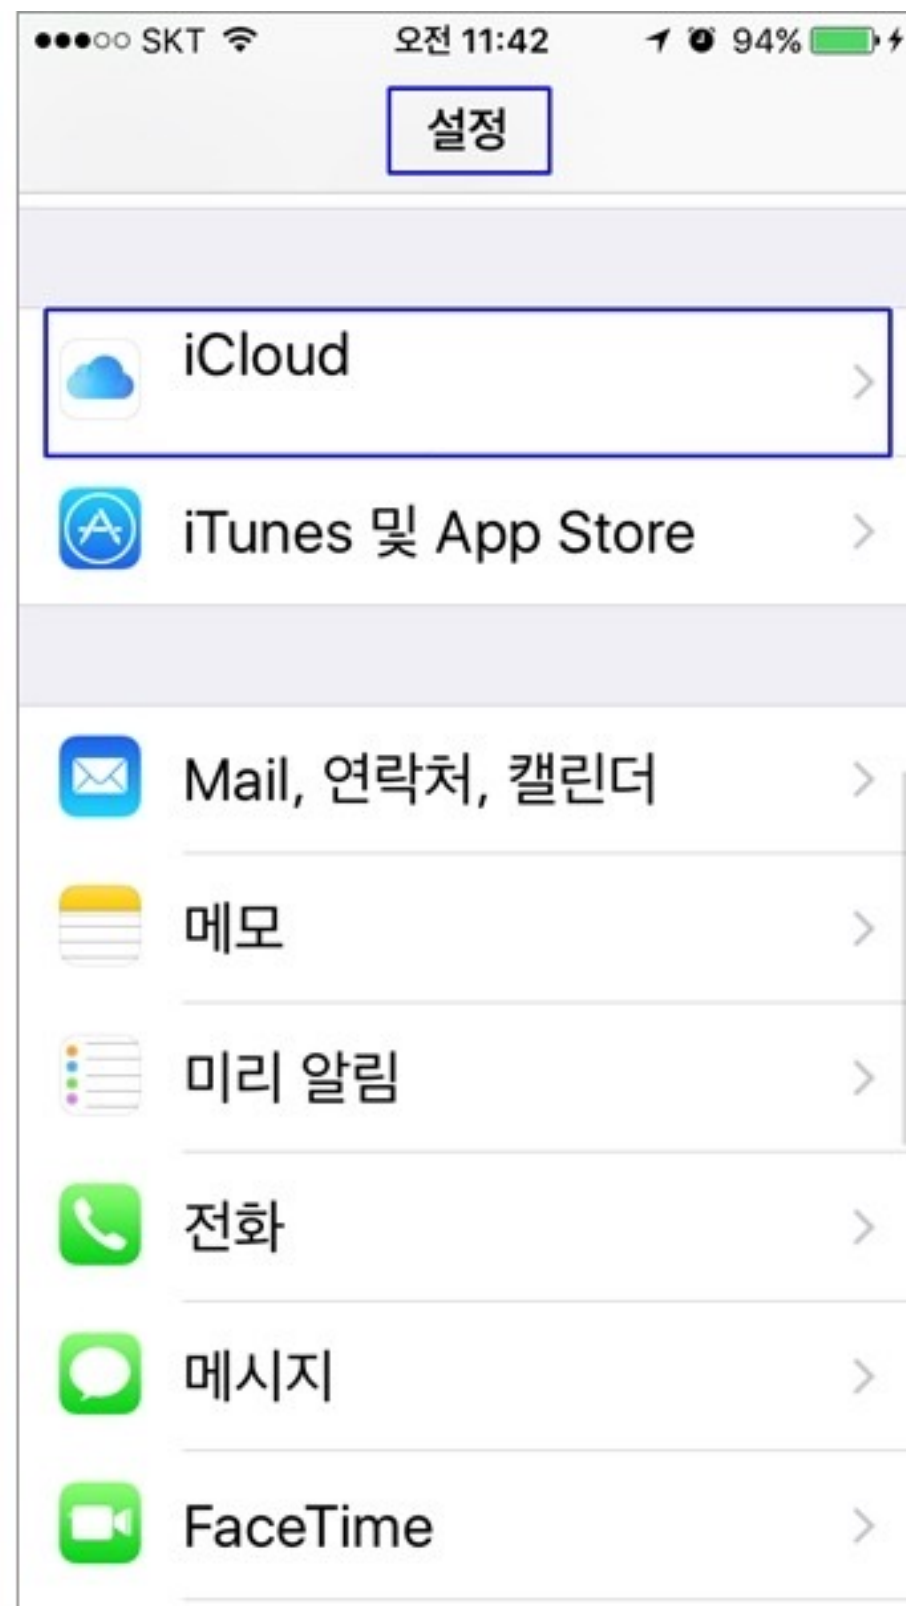 SKT 오전 11:42 94%
설정
iCloud
iTunes 및 App Store
Mail, 연락처, 캘린더
메모
미리 알림
전화
메시지
FaceTime